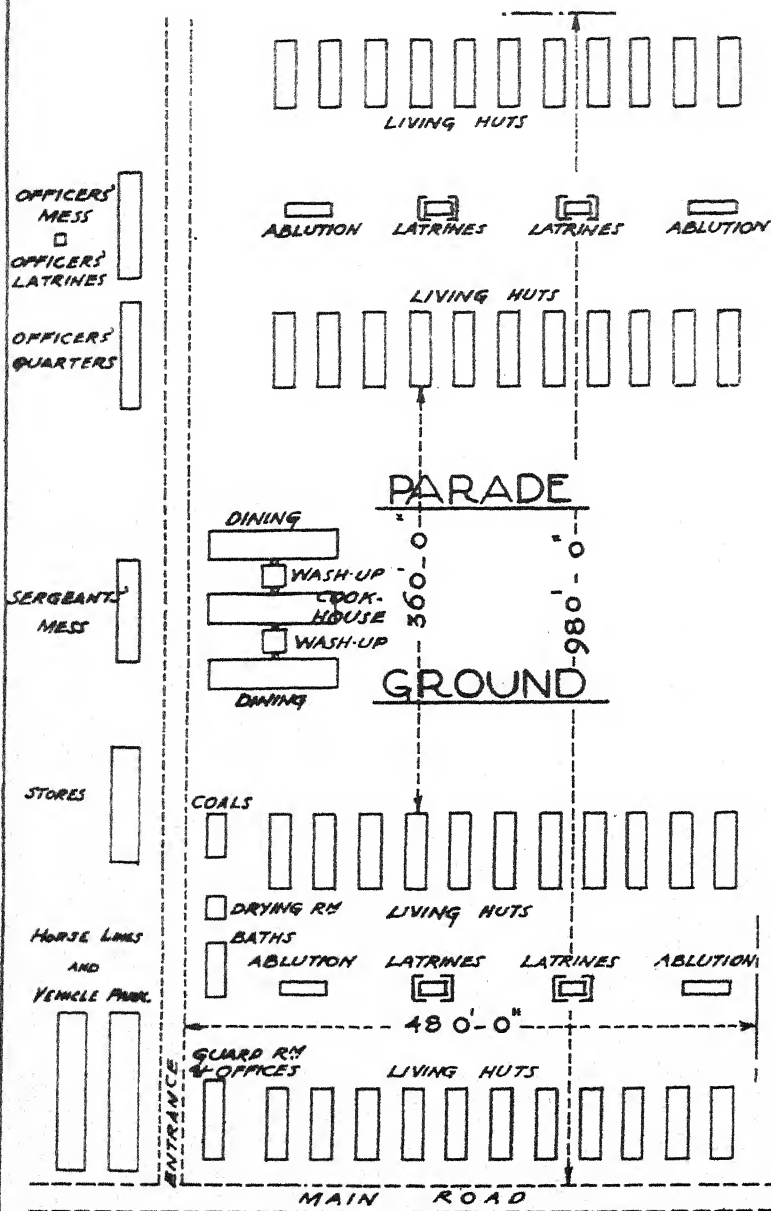 LIVING HUTS
OFFICERS'
MESS
OFFICERS'
LATRINES
ABLUTION LATRINES LATRINES ABLUTION
LIVING HUTS
OFFICERS'
QUARTERS
PARADE
DINING
WASH-UP
COOK-
HOUSE
WASH-UP
DINING
360'-0"
980'-0"
GROUND
SERGEANTS'
MESS
STORES
COALS
DRYING RM
LIVING HUTS
BATHS
HORSE LINES
AND
VEHICLE PARK.
ABLUTION LATRINES LATRINES ABLUTION
480'-0"
GUARD RM
& OFFICES
LIVING HUTS
ENTRANCE
MAIN ROAD